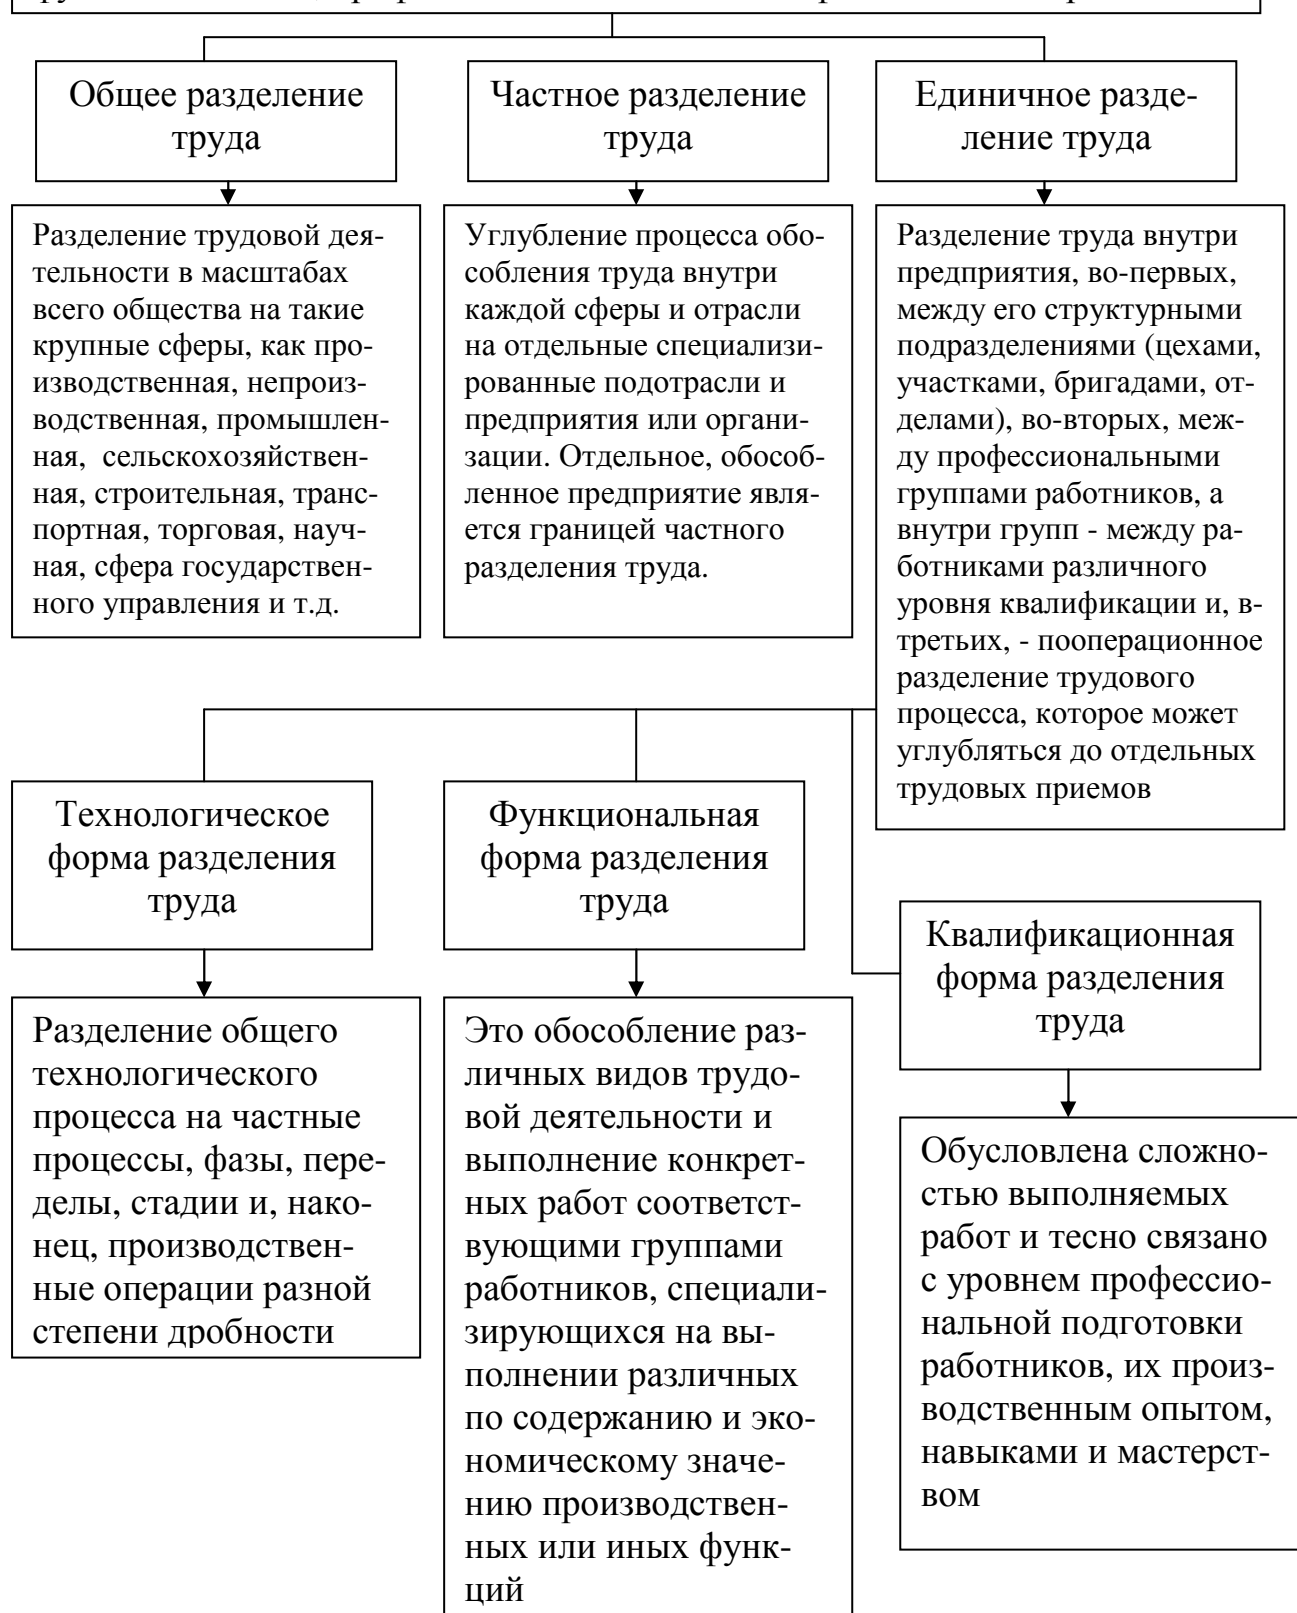 Общее разделение
труда
Частное разделение
труда
Единичное разде-
ление труда
Разделение трудовой дея-
тельности в масштабах
всего общества на такие
крупные сферы, как про-
изводственная, непроиз-
водственная, промышлен-
ная, сельскохозяйствен-
ная, строительная, транс-
портная, торговая, науч-
ная, сфера государствен-
ного управления и т.д.
Углубление процесса обо-
собления труда внутри
каждой сферы и отрасли
на отдельные специализи-
рованные подотрасли и
предприятия или органи-
зации. Отдельное, обособ-
ленное предприятие явля-
ется границей частного
разделения труда.
Разделение труда внутри
предприятия, во-первых,
между его структурными
подразделениями (цехами,
участками, бригадами, от-
делами), во-вторых, меж-
ду профессиональными
группами работников, а
внутри групп - между ра-
ботниками различного
уровня квалификации и, в-
третьих, - пооперационное
разделение трудового
процесса, которое может
углубляться до отдельных
трудовых приемов
Технологическое
форма разделения
труда
Функциональная
форма разделения
труда
Квалификационная
форма разделения
труда
Разделение общего
технологического
процесса на частные
процессы, фазы, пере-
делы, стадии и, нако-
нец, производствен-
ные операции разной
степени дробности
Это обособление раз-
личных видов трудо-
вой деятельности и
выполнение конкрет-
ных работ соответст-
вующими группами
работников, специали-
зирующихся на вы-
полнении различных
по содержанию и эко-
номическому значе-
нию производствен-
ных или иных функ-
ций
Обусловлена сложно-
стью выполняемых
работ и тесно связано
с уровнем профессио-
нальной подготовки
работников, их произ-
водственным опытом,
навыками и мастерст-
вом